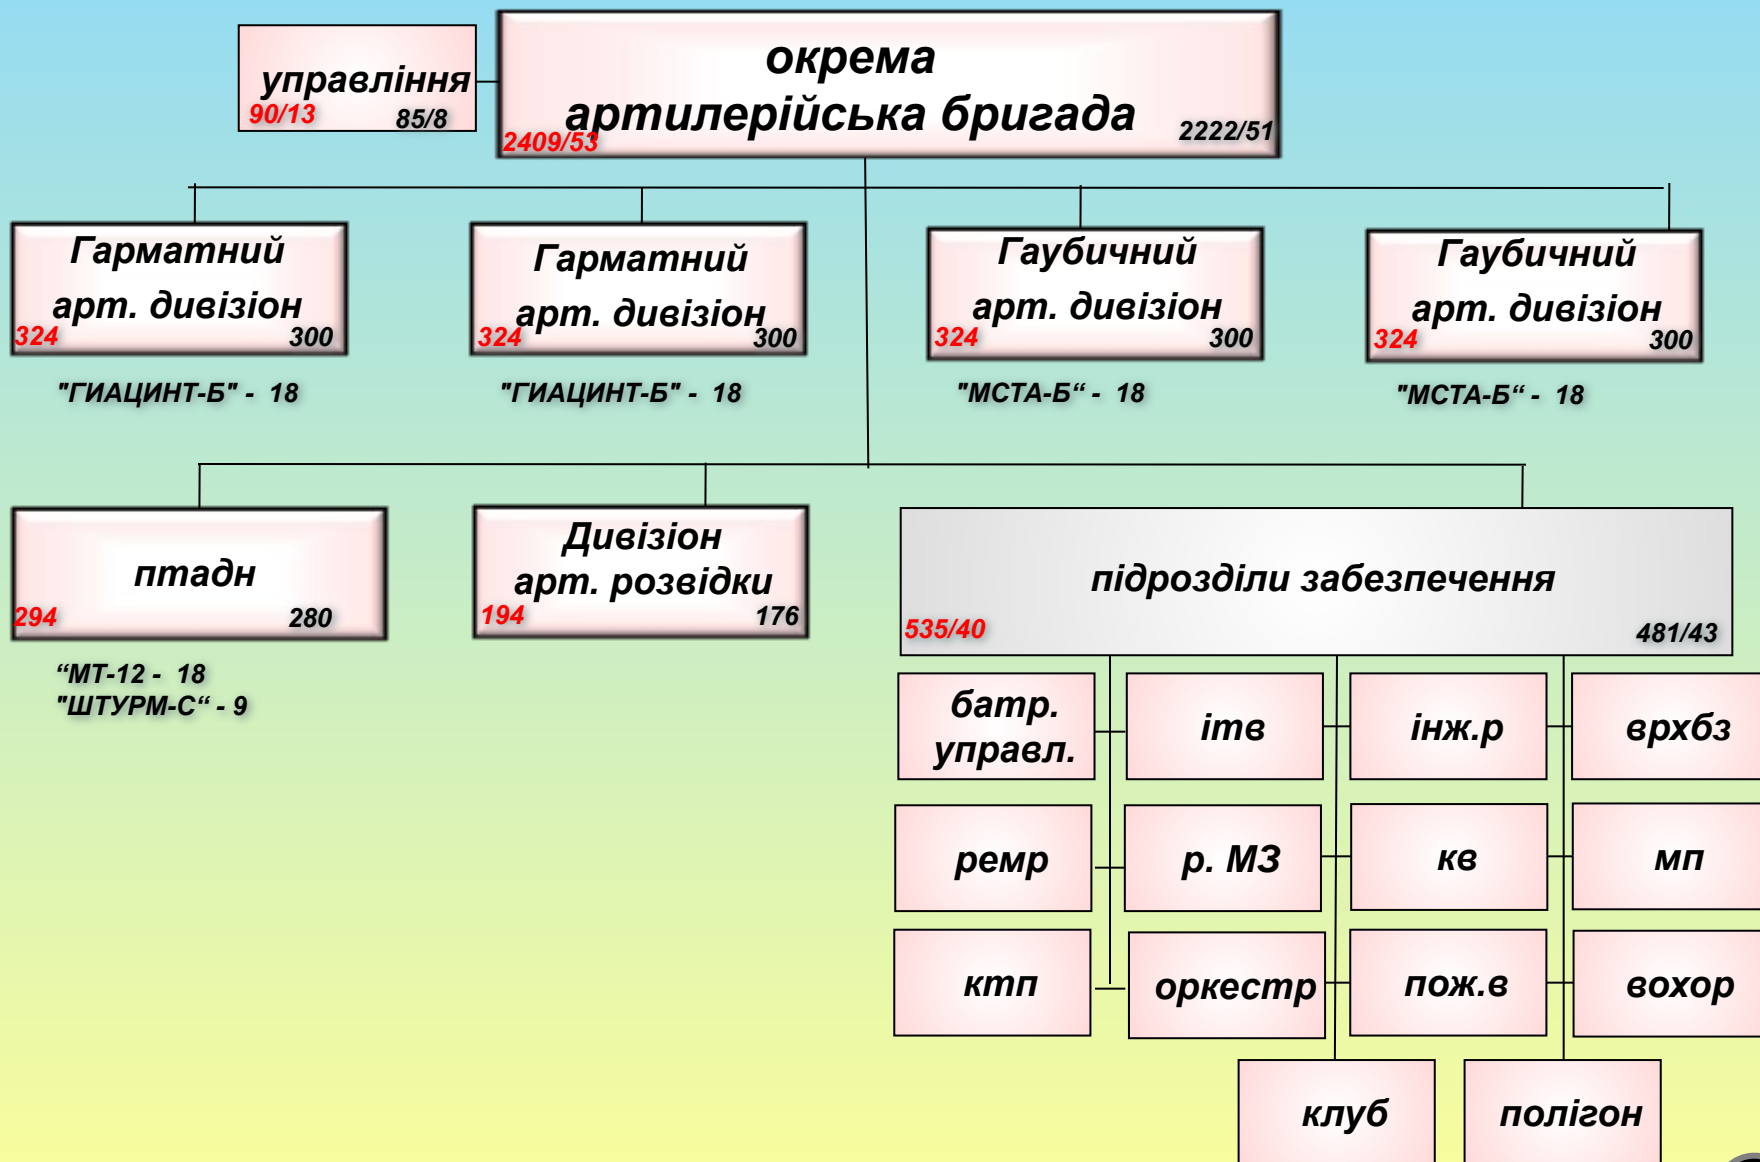 управління
90/13 85/8
окрема
артилерійська бригада
2409/53 2222/51
Гарматний
арт. дивізіон
324 300
"ГИАЦИНТ-Б" - 18
Гарматний
арт. дивізіон
324 300
"ГИАЦИНТ-Б" - 18
Гаубичний
арт. дивізіон
324 300
"МСТА-Б“ - 18
Гаубичний
арт. дивізіон
324 300
"МСТА-Б“ - 18
птадн
294 280
“МТ-12 - 18
"ШТУРМ-С“ - 9
Дивізіон
арт. розвідки
194 176
підрозділи забезпечення
535/40 481/43
батр.
управл.
ітв
інж.р
врхбз
ремр
р. МЗ
кв
мп
ктп
оркестр
пож.в
вохор
клуб
полігон